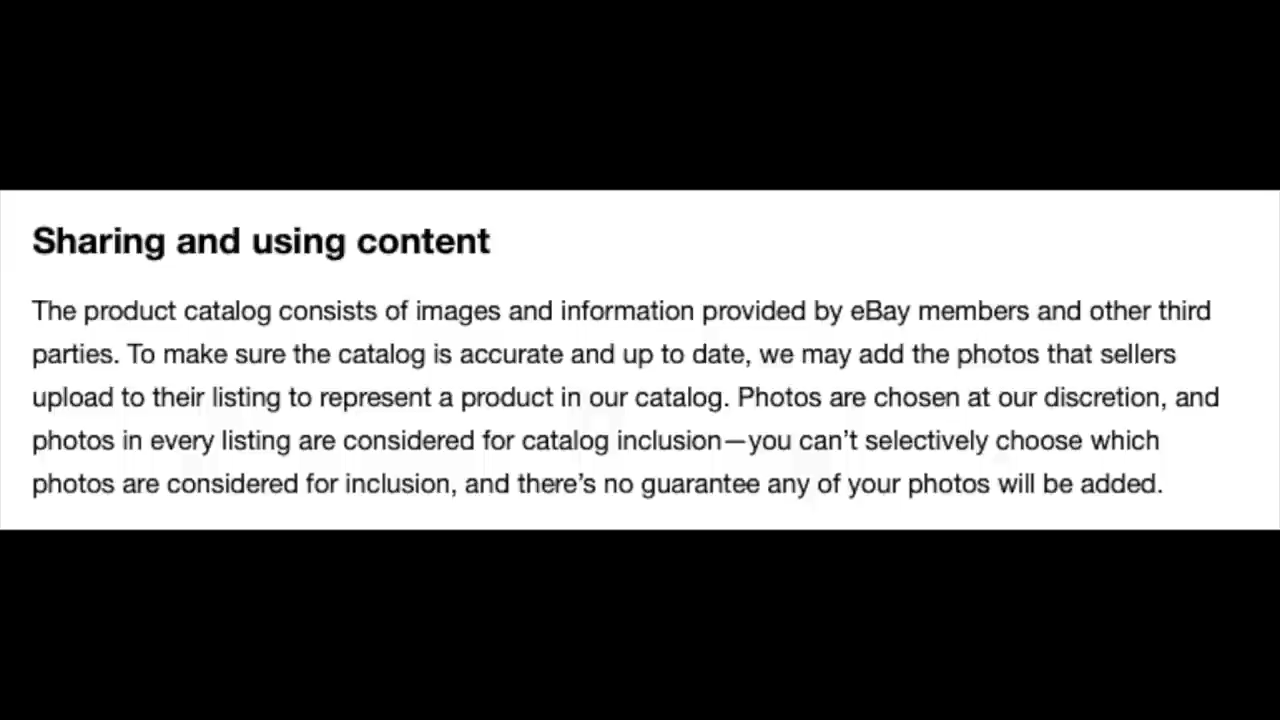 Sharing and using content
The product catalog consists of images and information provided by eBay members and other third
parties. To make sure the catalog is accurate and up to date, we may add the photos that sellers
upload to their listing to represent a product in our catalog. Photos are chosen at our discretion, and
photos in every listing are considered for catalog inclusion—you can’t selectively choose which
photos are considered for inclusion, and there’s no guarantee any of your photos will be added.